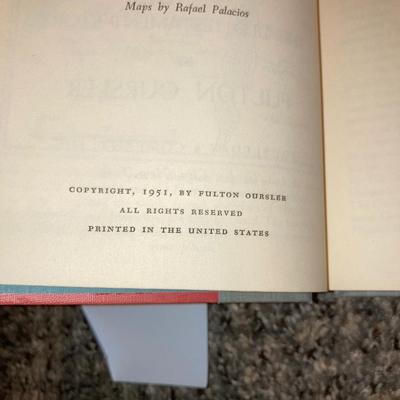 Maps by Rafael Palacios
COPYRIGHT, 1951, BY FULTON OURSLER
ALL RIGHTS RESERVED
PRINTED IN THE UNITED STATES